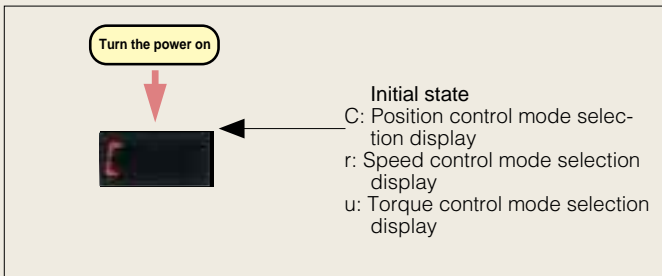 Turn the power on
Initial state
C: Position control mode selec-
tion display
r: Speed control mode selection
display
u: Torque control mode selection
display
C